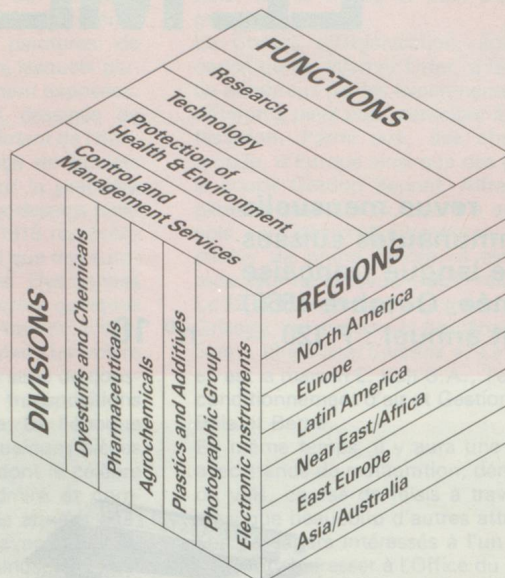 FUNCTIONS
Research
Technology
Protection of
Health & Environment
Control and
Management Services
DIVISIONS
Dyestuffs and Chemicals
Pharmaceuticals
Agrochemicals
Plastics and Additives
Photographic Group
Electronic Instruments
REGIONS
North America
Europe
Latin America
Near East/Africa
East Europe
Asia/Australia